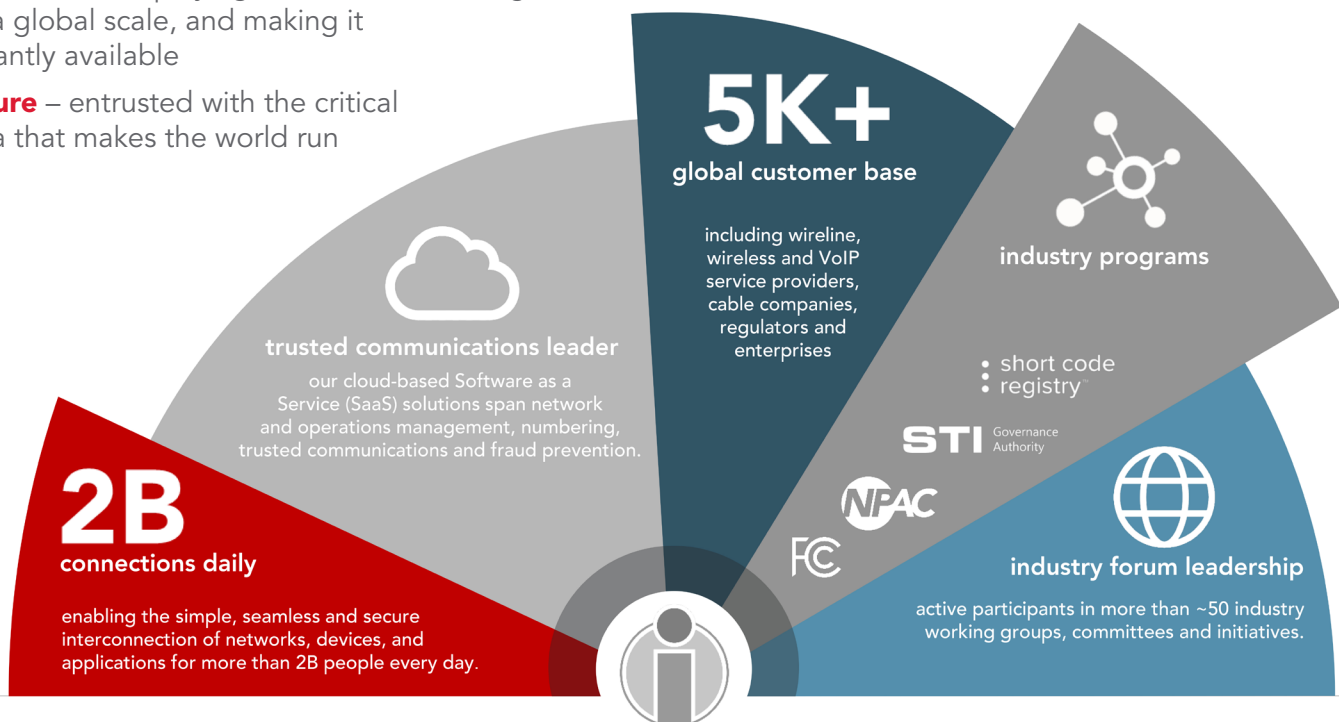 a global scale, and making it
antly available
ure – entrusted with the critical
a that makes the world run
5K+
global customer base
including wireline,
wireless and VoIP
service providers,
cable companies,
regulators and
enterprises
industry programs
short code
registry™
STI Governance
Authority
NPAC
FCC
trusted communications leader
our cloud-based Software as a
Service (SaaS) solutions span network
and operations management, numbering,
trusted communications and fraud prevention.
2B
connections daily
enabling the simple, seamless and secure
interconnection of networks, devices, and
applications for more than 2B people every day.
industry forum leadership
active participants in more than ~50 industry
working groups, committees and initiatives.